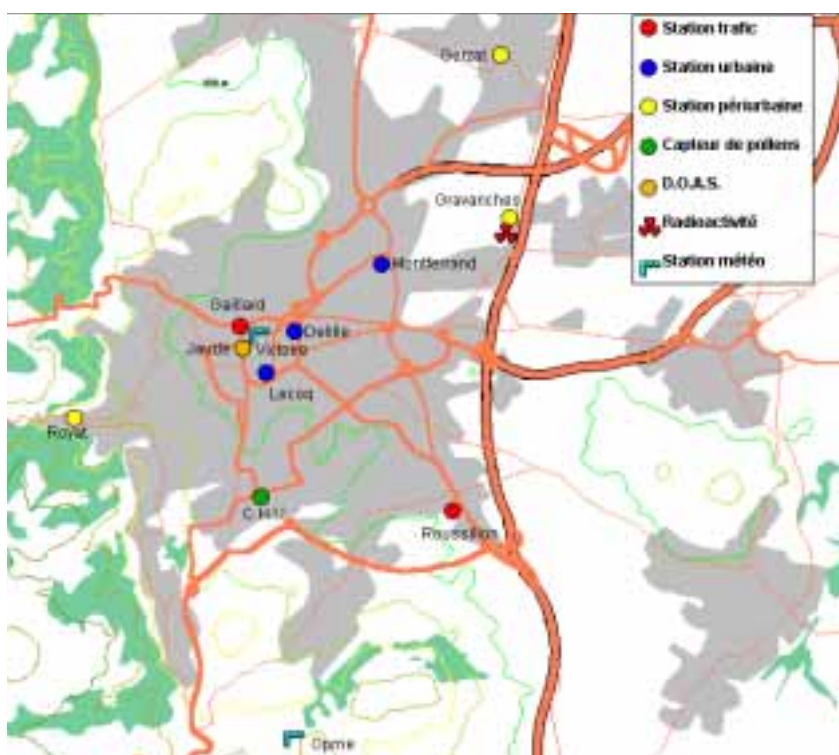 Station trafic
Station urbaine
Station périurbaine
Capteur de pollens
D.O.A.S.
Radioactivité
Station météo
Gerzat
Gravanches
Montferrand
Gaillard
Delille
Jaude
Victoire
Lecoq
Royat
C.H.U.
Roussillon
Opme